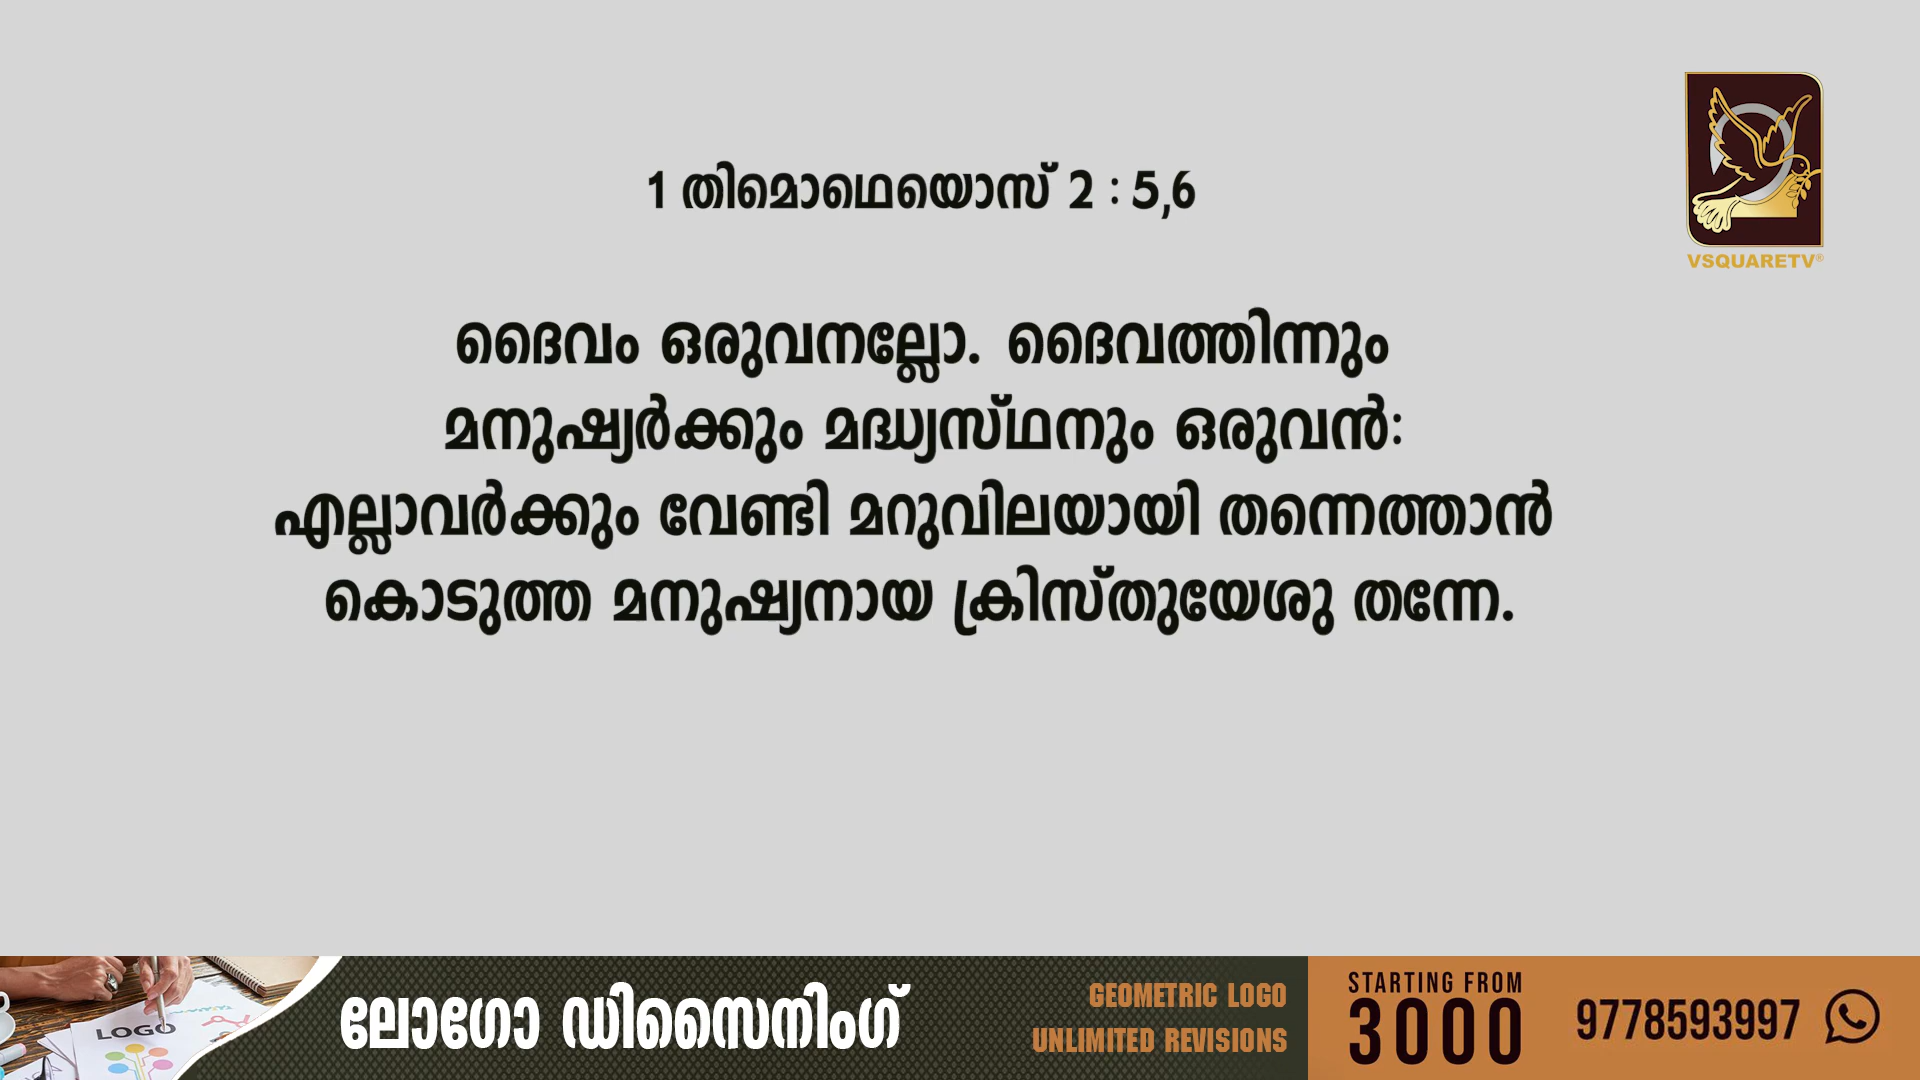 1 തിമൊഥെയൊസ് 2 : 5,6
VSQUARETV®
ദൈവം ഒരുവനല്ലോ. ദൈവത്തിന്നും
മനുഷ്യർക്കും മദ്ധ്യസ്ഥനും ഒരുവൻ:
എല്ലാവർക്കും വേണ്ടി മറുവിലയായി തന്നെത്താൻ
കൊടുത്ത മനുഷ്യനായ ക്രിസ്തുയേശു തന്നേ.
LOGO
ലോഗോ ഡിസൈനിംഗ്
GEOMETRIC LOGO
UNLIMITED REVISIONS
STARTING FROM
3000
9778593997